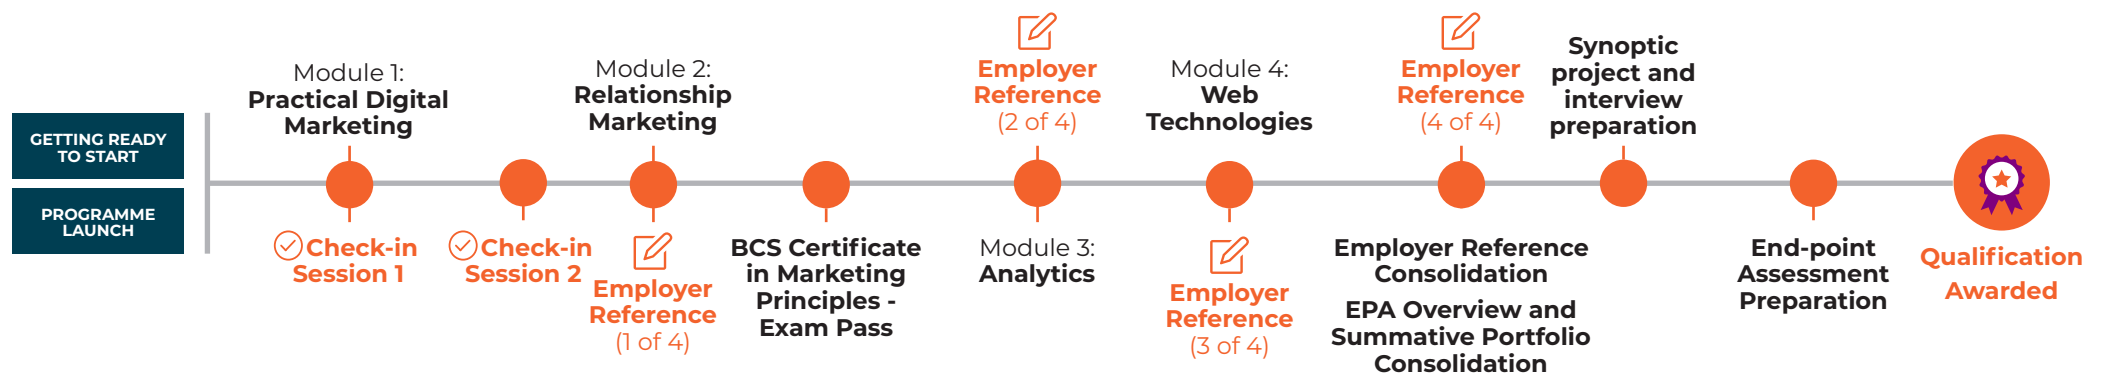 GETTING READY
TO START
PROGRAMME
LAUNCH
Module 1:
Practical Digital
Marketing
Check-in
Session 1
Check-in
Session 2
Module 2:
Relationship
Marketing
Employer
Reference
(1 of 4)
BCS Certificate
in Marketing
Principles -
Exam Pass
Employer
Reference
(2 of 4)
Module 3:
Analytics
Module 4:
Web
Technologies
Employer
Reference
(3 of 4)
Employer
Reference
(4 of 4)
Employer Reference
Consolidation
EPA Overview and
Summative Portfolio
Consolidation
Synoptic
project and
interview
preparation
End-point
Assessment
Preparation
Qualification
Awarded